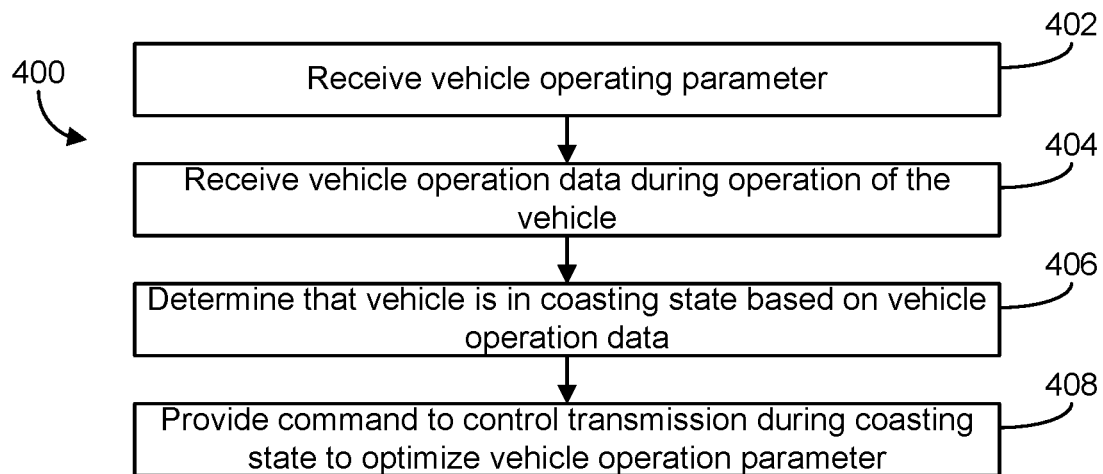 402
400
Receive vehicle operating parameter
404
Receive vehicle operation data during operation of the
vehicle
406
Determine that vehicle is in coasting state based on vehicle
operation data
408
Provide command to control transmission during coasting
state to optimize vehicle operation parameter